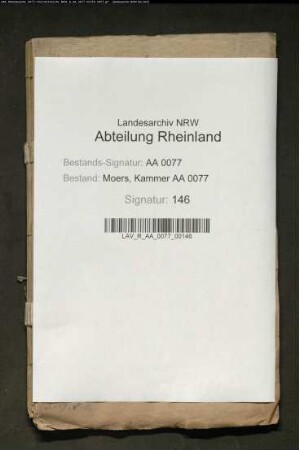 Landesarchiv NRW
Abteilung Rheinland
Bestands-Signatur: AA 0077
Bestand: Moers, Kammer AA 0077
Signatur: 146
LAV_R_AA_0077_00146